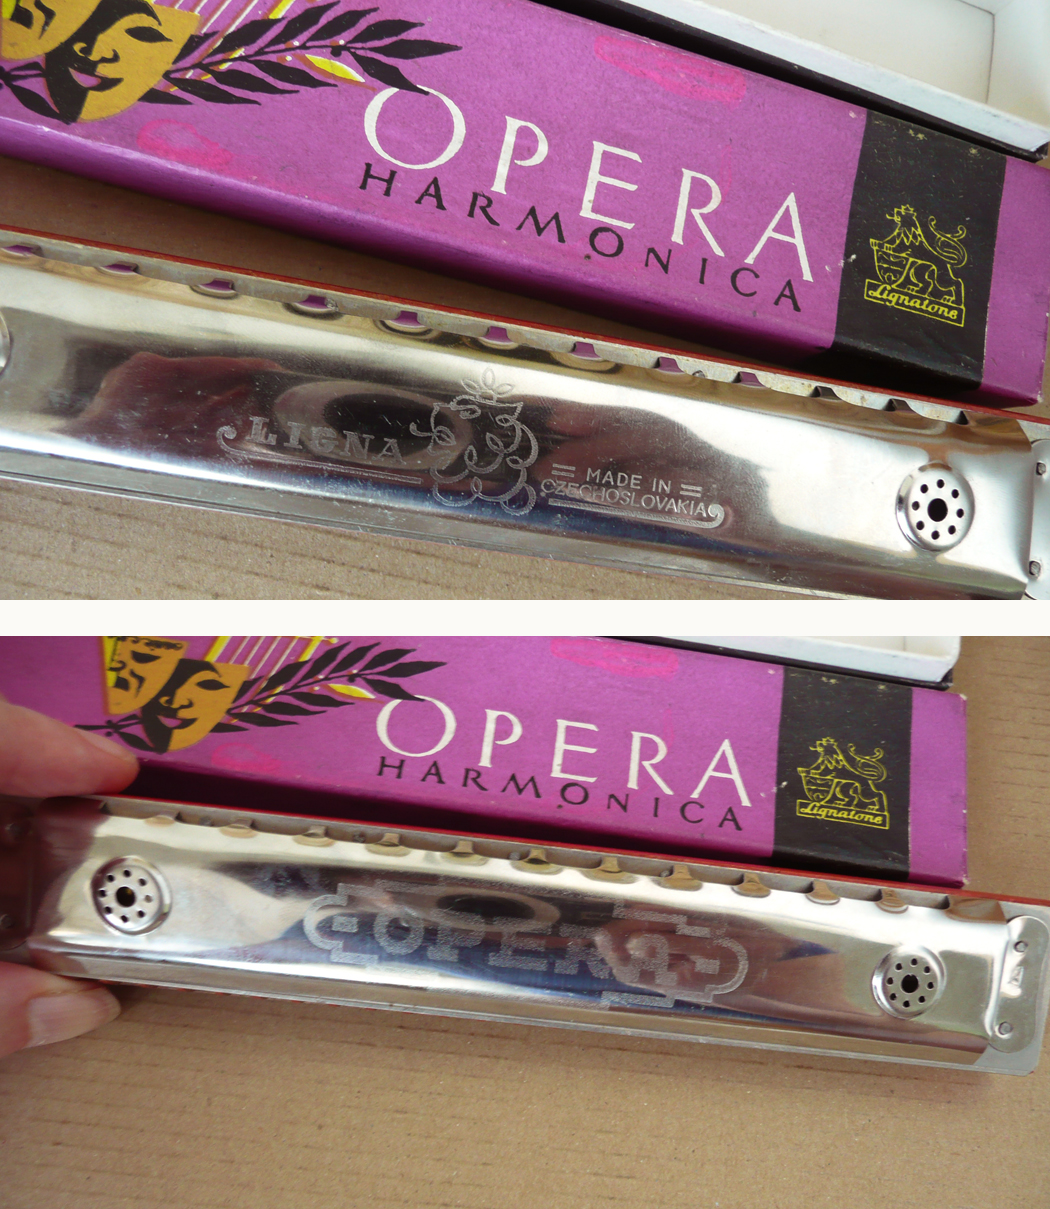 OPERA
HARMONICA
Lignatone
LIGNA
MADE IN
CZECHOSLOVAKIA
OPERA
HARMONICA
Lignatone
OPERA